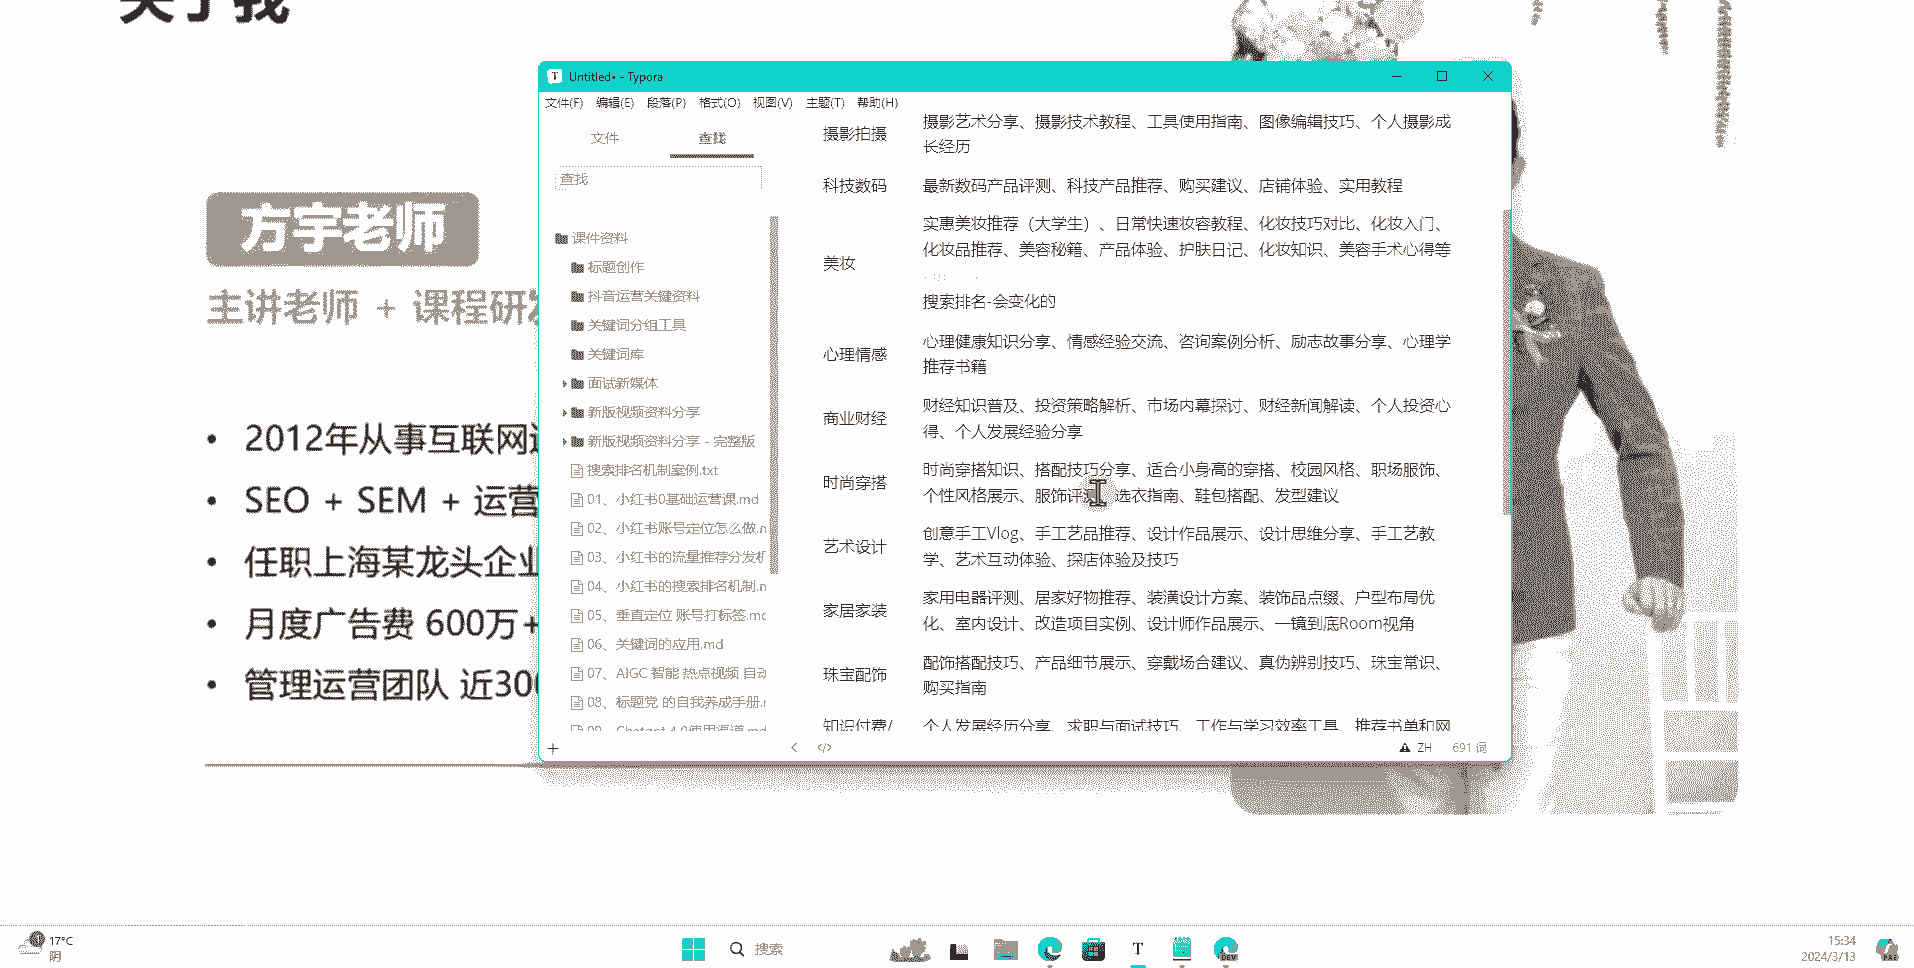 关于我
方宇老师
主讲老师 + 课程研发
2012年从事互联网
SEO + SEM + 运营
任职上海某龙头企业
月度广告费 600万+
管理运营团队 近300
Untitled• - Typora
文件(F) 编辑(E) 段落(P) 格式(O) 视图(V) 主题(T) 帮助(H)
文件 查找
查找
课件资料
标题创作
抖音运营关键资料
关键词分组工具
关键词库
面试新媒体
新版视频资料分享
新版视频资料分享 - 完整版
搜索排名机制案例.txt
01、小红书0基础运营课.md
02、小红书账号定位怎么做.n
03、小红书的流量推荐分发机
04、小红书的搜索排名机制.n
05、垂直定位 账号打标签.mc
06、关键词的应用.md
07、AIGC 智能 热点视频 自动
08、标题党 的自我养成手册.r
09、Chatgpt 4.0使用渠道.md
摄影拍摄
摄影艺术分享、摄影技术教程、工具使用指南、图像编辑技巧、个人摄影成
长经历
科技数码
最新数码产品评测、科技产品推荐、购买建议、店铺体验、实用教程
美妆
实惠美妆推荐（大学生）、日常快速妆容教程、化妆技巧对比、化妆入门、
化妆品推荐、美容秘籍、产品体验、护肤日记、化妆知识、美容手术心得等
搜索排名-会变化的
心理情感
心理健康知识分享、情感经验交流、咨询案例分析、励志故事分享、心理学
推荐书籍
商业财经
财经知识普及、投资策略解析、市场内幕探讨、财经新闻解读、个人投资心
得、个人发展经验分享
时尚穿搭
时尚穿搭知识、搭配技巧分享、适合小身高的穿搭、校园风格、职场服饰、
个性风格展示、服饰评测、选衣指南、鞋包搭配、发型建议
艺术设计
创意手工Vlog、手工艺品推荐、设计作品展示、设计思维分享、手工艺教
学、艺术互动体验、探店体验及技巧
家居家装
家用电器评测、居家好物推荐、装潢设计方案、装饰品点缀、户型布局优
化、室内设计、改造项目实例、设计师作品展示、一镜到底Room视角
珠宝配饰
配饰搭配技巧、产品细节展示、穿戴场合建议、真伪辨别技巧、珠宝常识、
购买指南
知识付费/
个人发展经历分享、求职与面试技巧、工作与学习效率工具、推荐书单和网
ZH 691 词
17°C
阴
搜索
15:34
2024/3/13